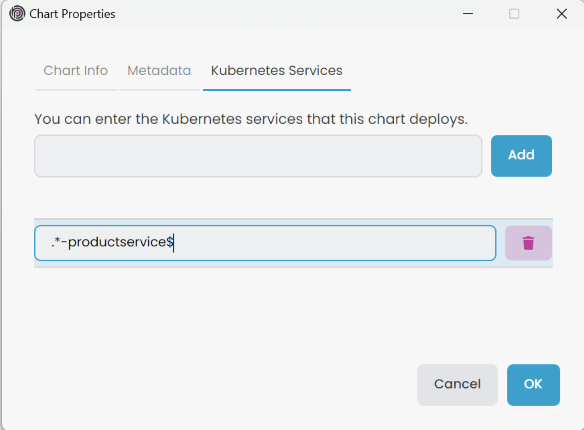 Chart Properties
Chart Info Metadata Kubernetes Services
You can enter the Kubernetes services that this chart deploys.
Add
.*-productservice$
Cancel OK